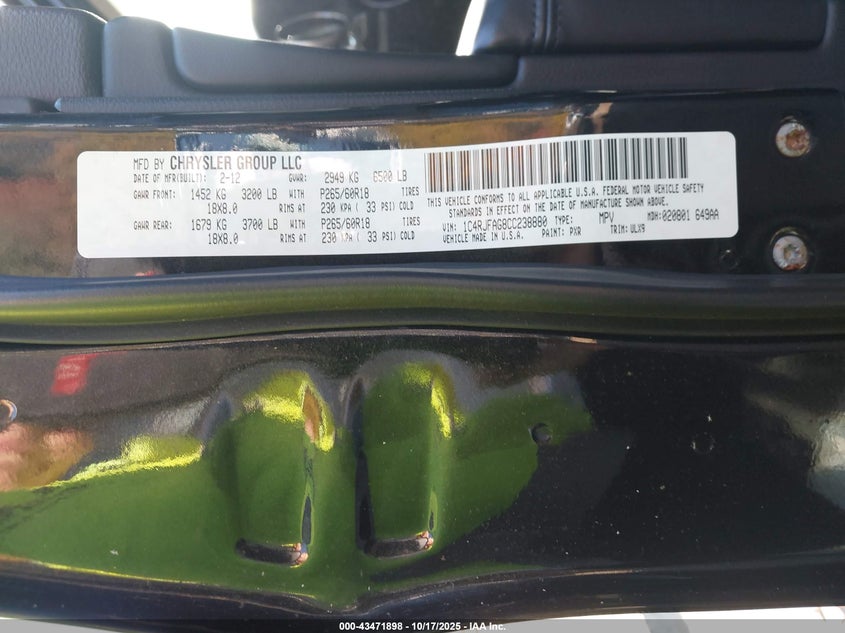 MFD BY CHRYSLER GROUP LLC
DATE OF MFR(BUILT): 2-12 GVWR: 2949 KG 6500 LB
GAWR FRONT: 1452 KG 3200 LB WITH P265/60R18 TIRES
18X8.0 RIMS AT 230 KPA ( 33 PSI) COLD
GAWR REAR: 1679 KG 3700 LB WITH P265/60R18 TIRES
18X8.0 RIMS AT 230 KPA ( 33 PSI) COLD
THIS VEHICLE CONFORMS TO ALL APPLICABLE U.S.A. FEDERAL MOTOR VEHICLE SAFETY
STANDARDS IN EFFECT ON THE DATE OF MANUFACTURE SHOWN ABOVE.
VIN: 1C4RJFAG8CC238880 TYPE: MPV MDH: 020801 649AA
VEHICLE MADE IN U.S.A. PAINT: PXR TRIM: ULX9
000-43471898 - 10/17/2025 - IAA Inc.